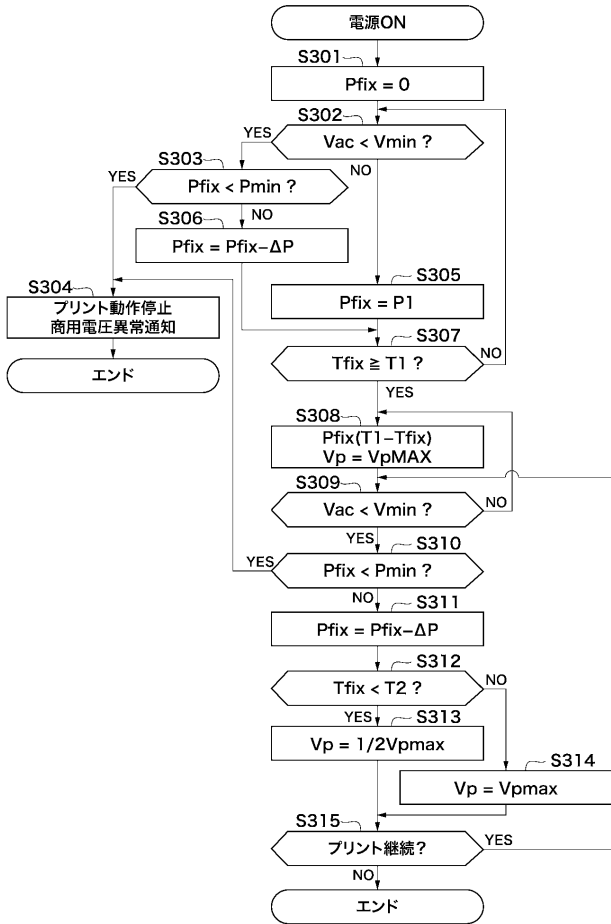 電源ON
S301
Pfix = 0
S302
Vac < Vmin ?
YES
NO
S303
Pfix < Pmin ?
YES
NO
S306
Pfix = Pfix−ΔP
S304
プリント動作停止
商用電圧異常通知
エンド
S305
Pfix = P1
S307
Tfix ≧ T1 ?
NO
YES
S308
Pfix(T1−Tfix)
Vp = VpMAX
S309
Vac < Vmin ?
NO
YES
S310
Pfix < Pmin ?
YES
NO
S311
Pfix = Pfix−ΔP
S312
Tfix < T2 ?
NO
YES
S313
Vp = 1/2Vpmax
S314
Vp = Vpmax
S315
プリント継続?
YES
NO
エンド